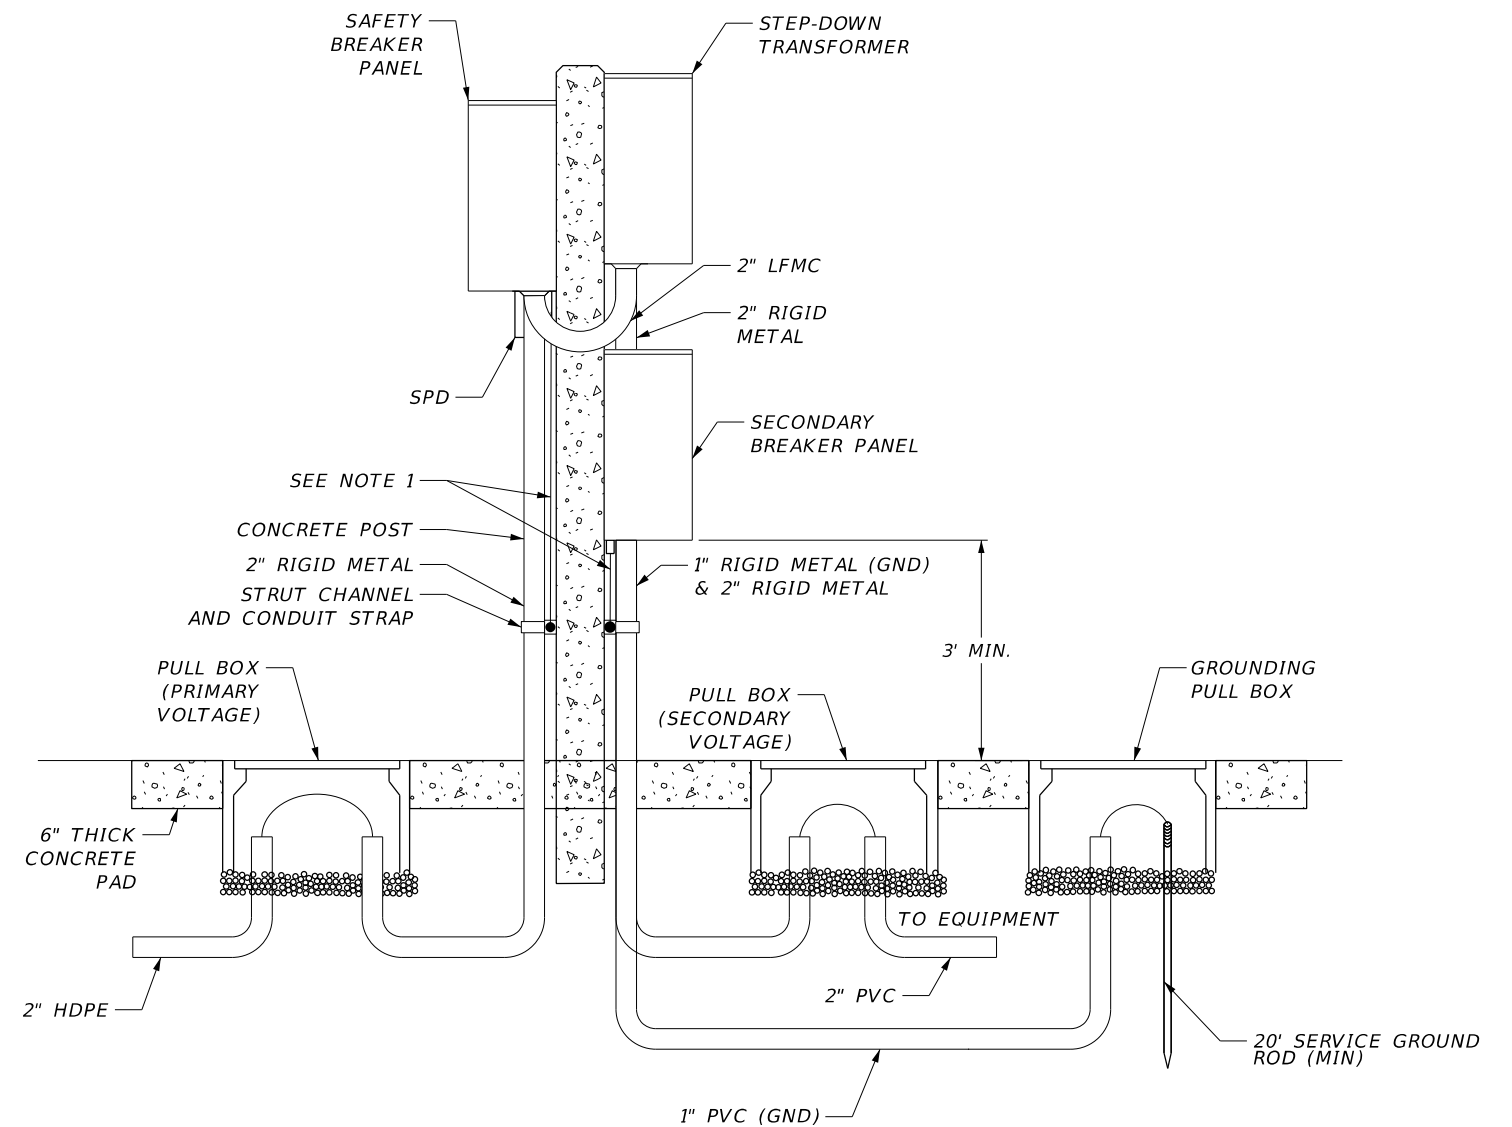 SAFETY
BREAKER
PANEL
STEP-DOWN
TRANSFORMER
2" LFMC
2" RIGID
METAL
SPD
SECONDARY
BREAKER PANEL
SEE NOTE 1
CONCRETE POST
2" RIGID METAL
STRUT CHANNEL
AND CONDUIT STRAP
1" RIGID METAL (GND)
& 2" RIGID METAL
3' MIN.
PULL BOX
(PRIMARY
VOLTAGE)
PULL BOX
(SECONDARY
VOLTAGE)
GROUNDING
PULL BOX
6" THICK
CONCRETE
PAD
TO EQUIPMENT
2" HDPE
2" PVC
20' SERVICE GROUND
ROD (MIN)
1" PVC (GND)